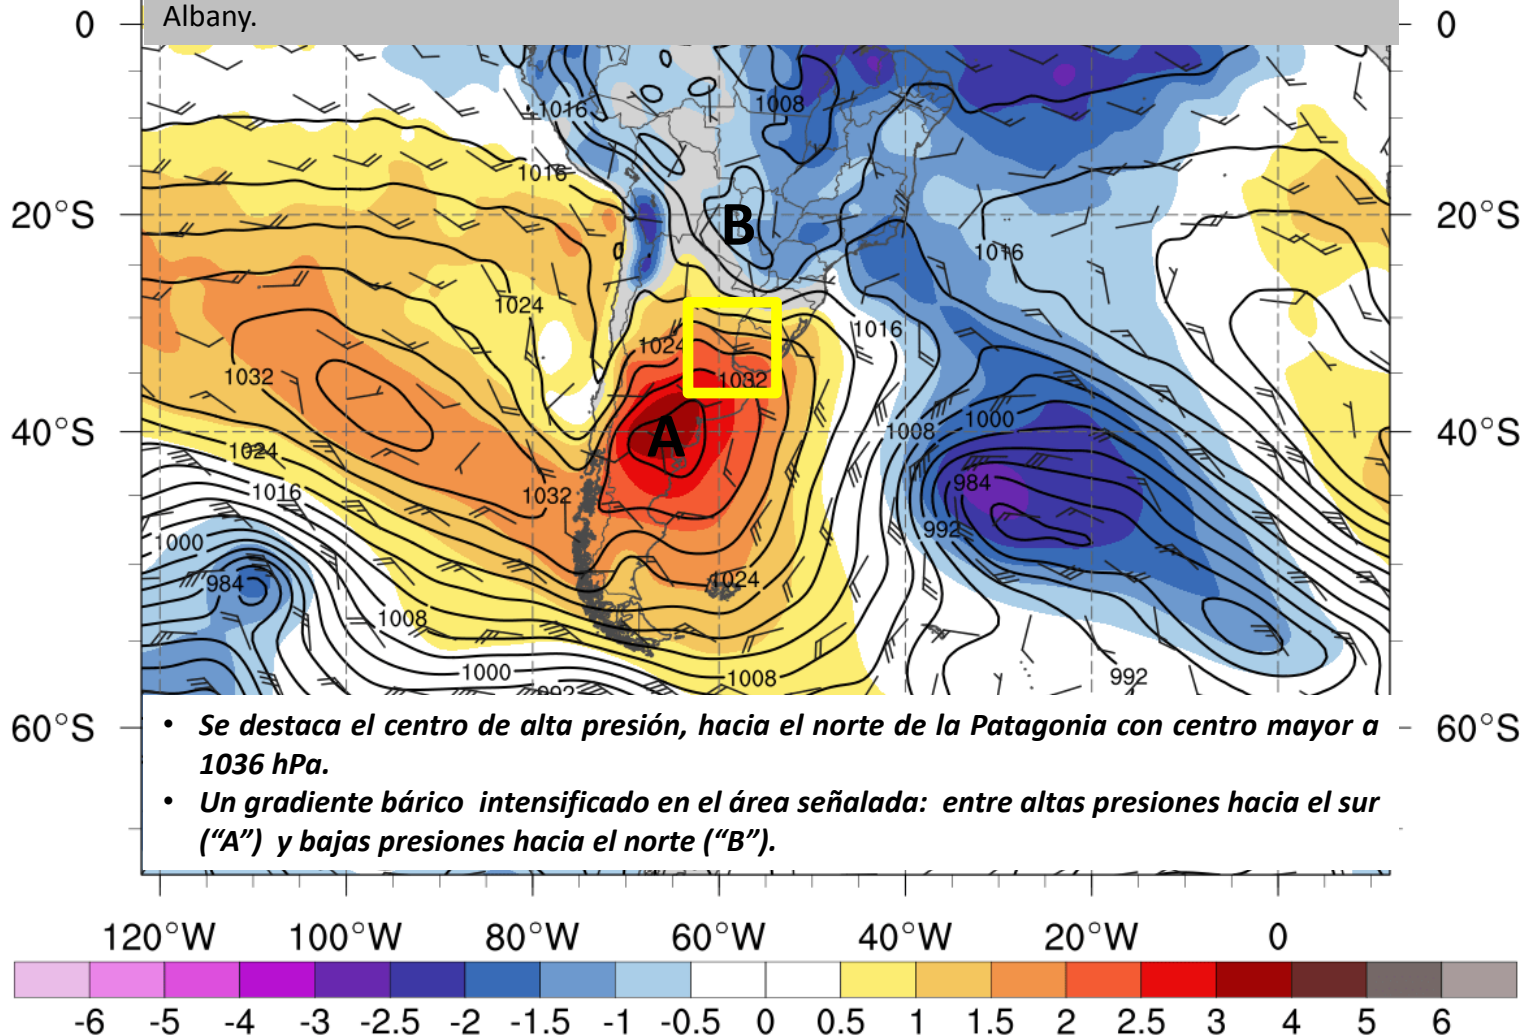 Albany.
0 0
1016 1008
1016
20°S B 20°S
1016
0
1024
1016
1024
1032 1032
1000
1008
40°S A 40°S
1024
984
1016 1032
992
1000
1024
984
1008
1000 1008 992
992
• Se destaca el centro de alta presión, hacia el norte de la Patagonia con centro mayor a
60°S 60°S
1036 hPa.
• Un gradiente bárico intensificado en el área señalada: entre altas presiones hacia el sur
(“A”) y bajas presiones hacia el norte (“B”).
120°W 100°W 80°W 60°W 40°W 20°W 0
-6 -5 -4 -3 -2.5 -2 -1.5 -1 -0.5 0 0.5 1 1.5 2 2.5 3 4 5 6